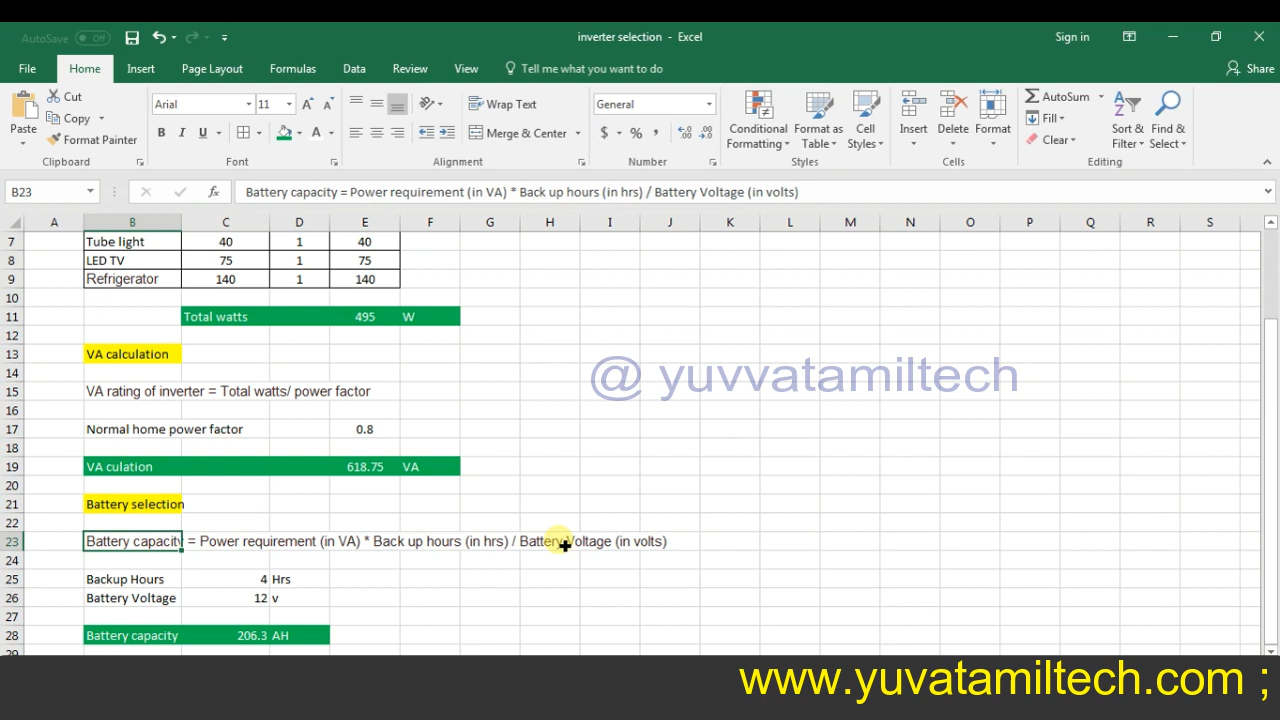 AutoSave Off
inverter selection - Excel
Sign in
File Home Insert Page Layout Formulas Data Review View Tell me what you want to do Share
Paste Cut Copy Format Painter
Arial 11
B I U
Wrap Text
Merge & Center
General
$ % ,
Conditional Formatting
Format as Table
Cell Styles
Insert Delete Format
AutoSum
Fill
Clear
Sort & Filter
Find & Select
Clipboard Font Alignment Number Styles Cells Editing
B23 fx Battery capacity = Power requirement (in VA) * Back up hours (in hrs) / Battery Voltage (in volts)
A B C D E F G H I J K L M N O P Q R S
7 Tube light 40 1 40
8 LED TV 75 1 75
9 Refrigerator 140 1 140
10
11 Total watts 495 W
12
13 VA calculation
14
@ yuvvatamiltech
15 VA rating of inverter = Total watts/ power factor
16
17 Normal home power factor 0.8
18
19 VA culation 618.75 VA
20
21 Battery selection
22
23 Battery capacity = Power requirement (in VA) * Back up hours (in hrs) / Battery Voltage (in volts)
24
25 Backup Hours 4 Hrs
26 Battery Voltage 12 v
27
28 Battery capacity 206.3 AH
29
www.yuvatamiltech.com ;